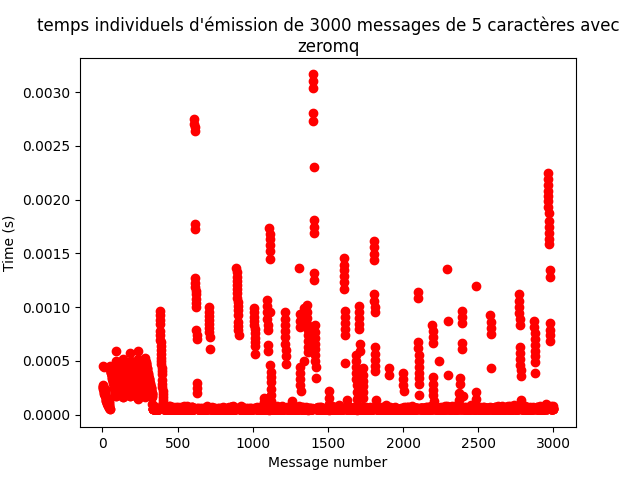 temps individuels d'émission de 3000 messages de 5 caractères avec
zeromq
0.0030
0.0025
0.0020
0.0015
0.0010
0.0005
0.0000
Time (s)
0 500 1000 1500 2000 2500 3000
Message number